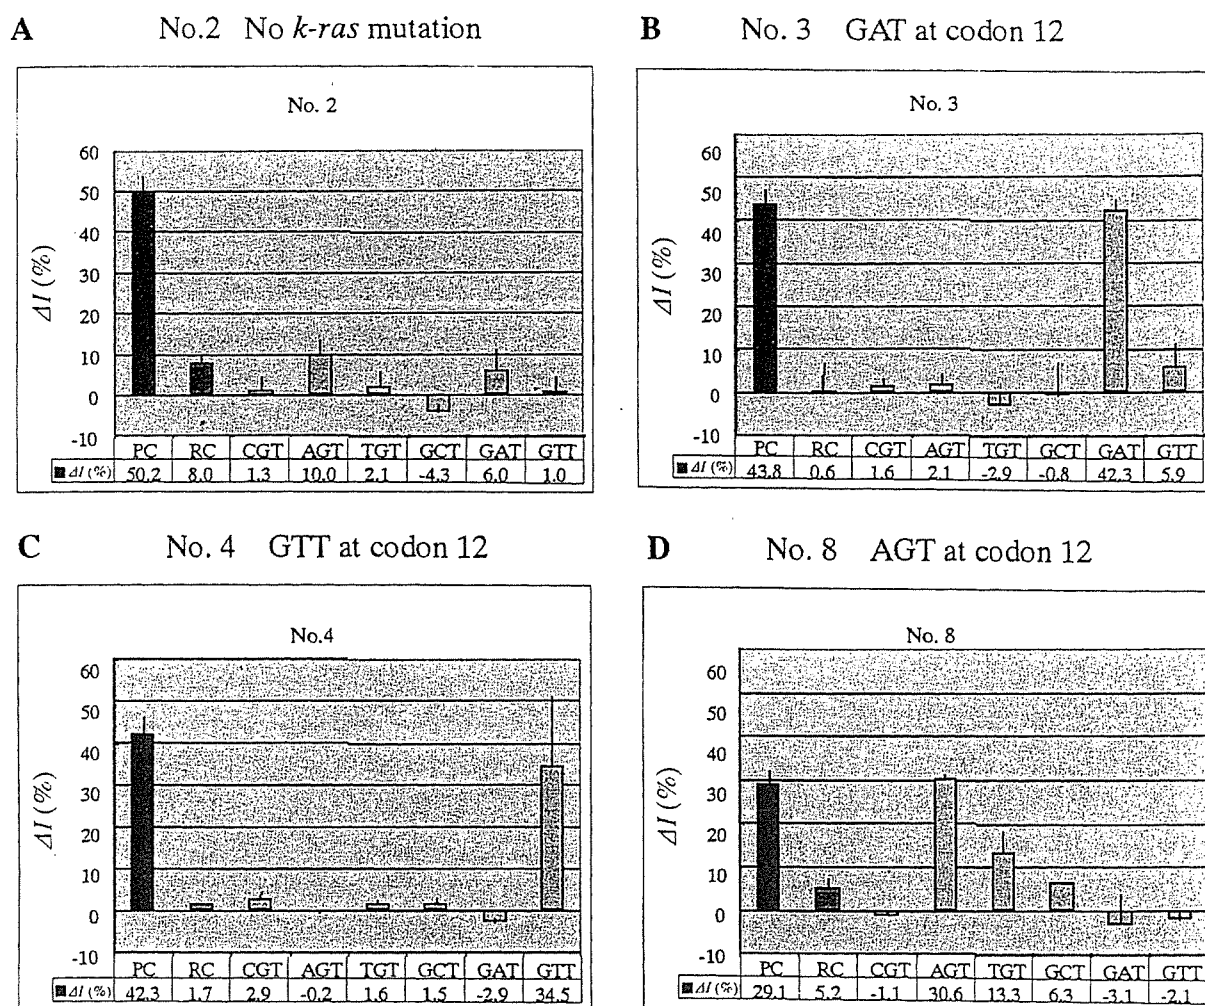 A No.2 No k-ras mutation
No. 2
ΔI (%)
60
50
40
30
20
10
0
-10
PC RC CGT AGT TGT GCT GAT GTT
ΔI (%) 50.2 8.0 1.3 10.0 2.1 -4.3 6.0 1.0
B No. 3 GAT at codon 12
No. 3
ΔI (%)
60
50
40
30
20
10
0
-10
PC RC CGT AGT TGT GCT GAT GTT
ΔI (%) 43.8 0.6 1.6 2.1 -2.9 -0.8 42.3 5.9
C No. 4 GTT at codon 12
No.4
ΔI (%)
60
50
40
30
20
10
0
-10
PC RC CGT AGT TGT GCT GAT GTT
ΔI (%) 42.3 1.7 2.9 -0.2 1.6 1.5 -2.9 34.5
D No. 8 AGT at codon 12
No. 8
ΔI (%)
60
50
40
30
20
10
0
-10
PC RC CGT AGT TGT GCT GAT GTT
ΔI (%) 29.1 5.2 -1.1 30.6 13.3 6.3 -3.1 -2.1